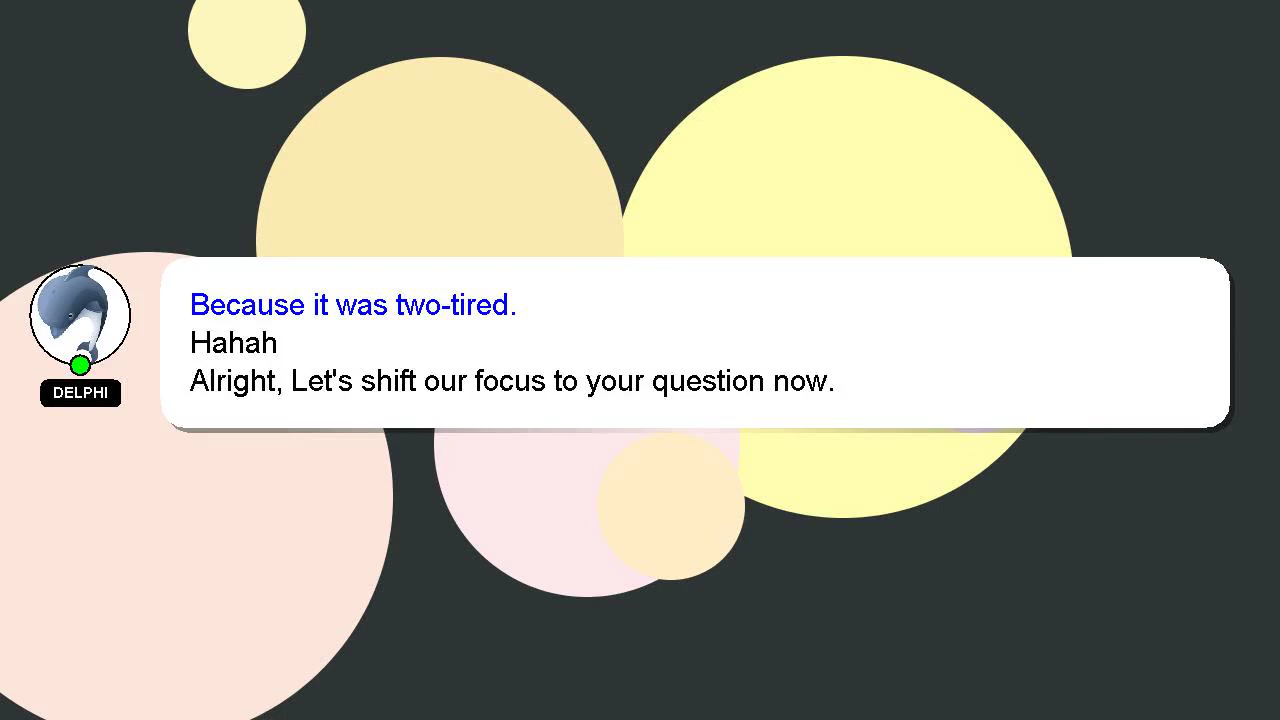 Because it was two-tired.
Hahah
Alright, Let's shift our focus to your question now.
DELPHI